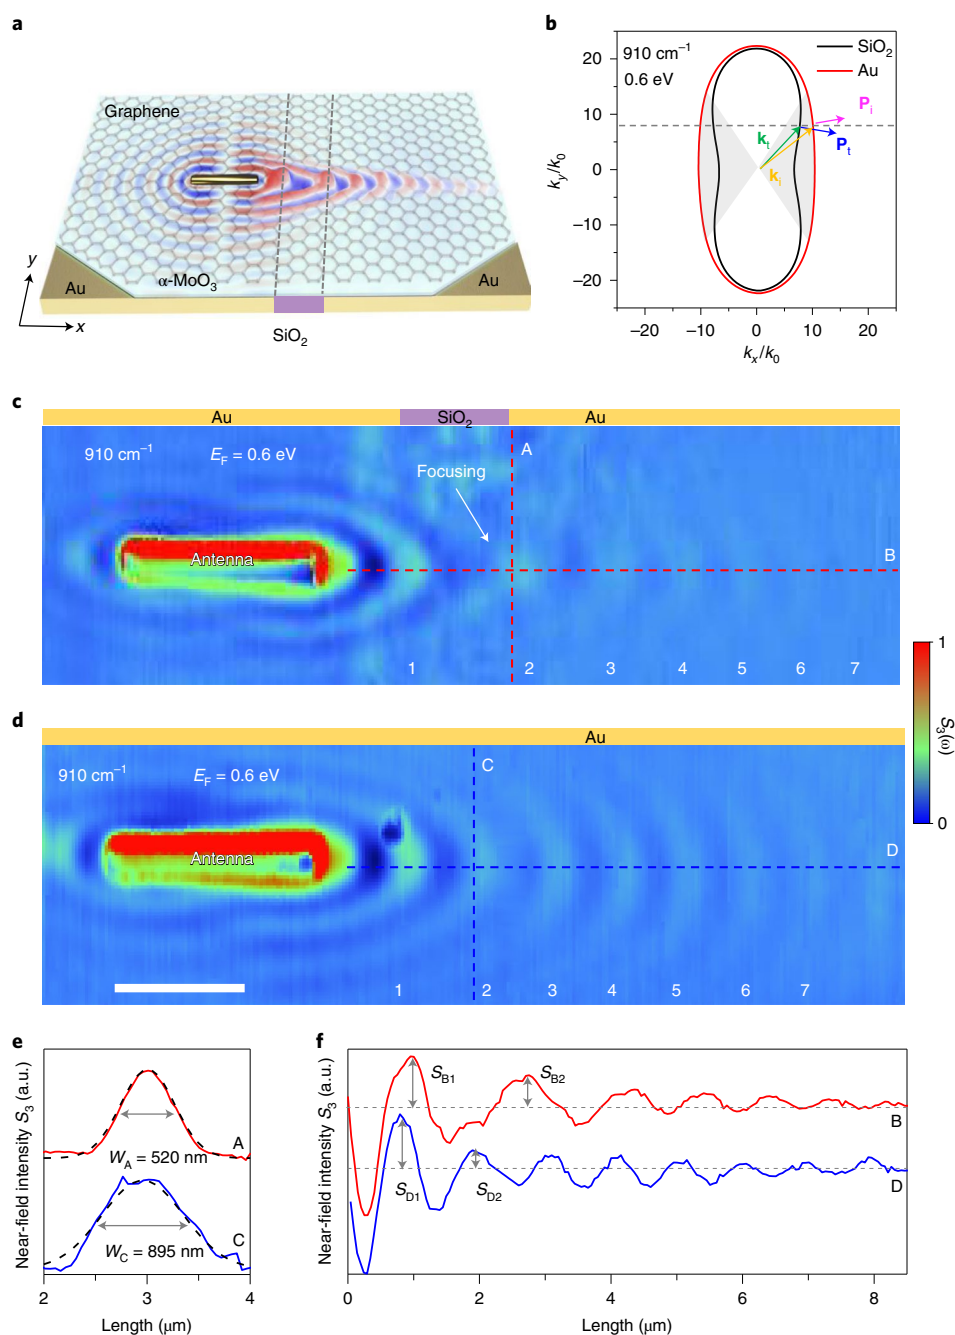 a
Graphene
y
α-MoO3
Au
Au
x
SiO2
b
910 cm−1
0.6 eV
SiO2
Au
Pi
kt
Pt
ki
ky/k0
20
10
0
−10
−20
−20 −10 0 10 20
kx/k0
c
Au SiO2 Au
910 cm−1 EF = 0.6 eV
A
Focusing
Antenna
B
1 2 3 4 5 6 7
d
Au
910 cm−1 EF = 0.6 eV
C
Antenna
D
1 2 3 4 5 6 7
1
S3(ω)
0
e
Near-field intensity S3 (a.u.)
A
WA = 520 nm
C
WC = 895 nm
2 3 4
Length (μm)
f
Near-field intensity S3 (a.u.)
SB1
SB2
B
SD1
SD2
D
0 2 4 6 8
Length (μm)